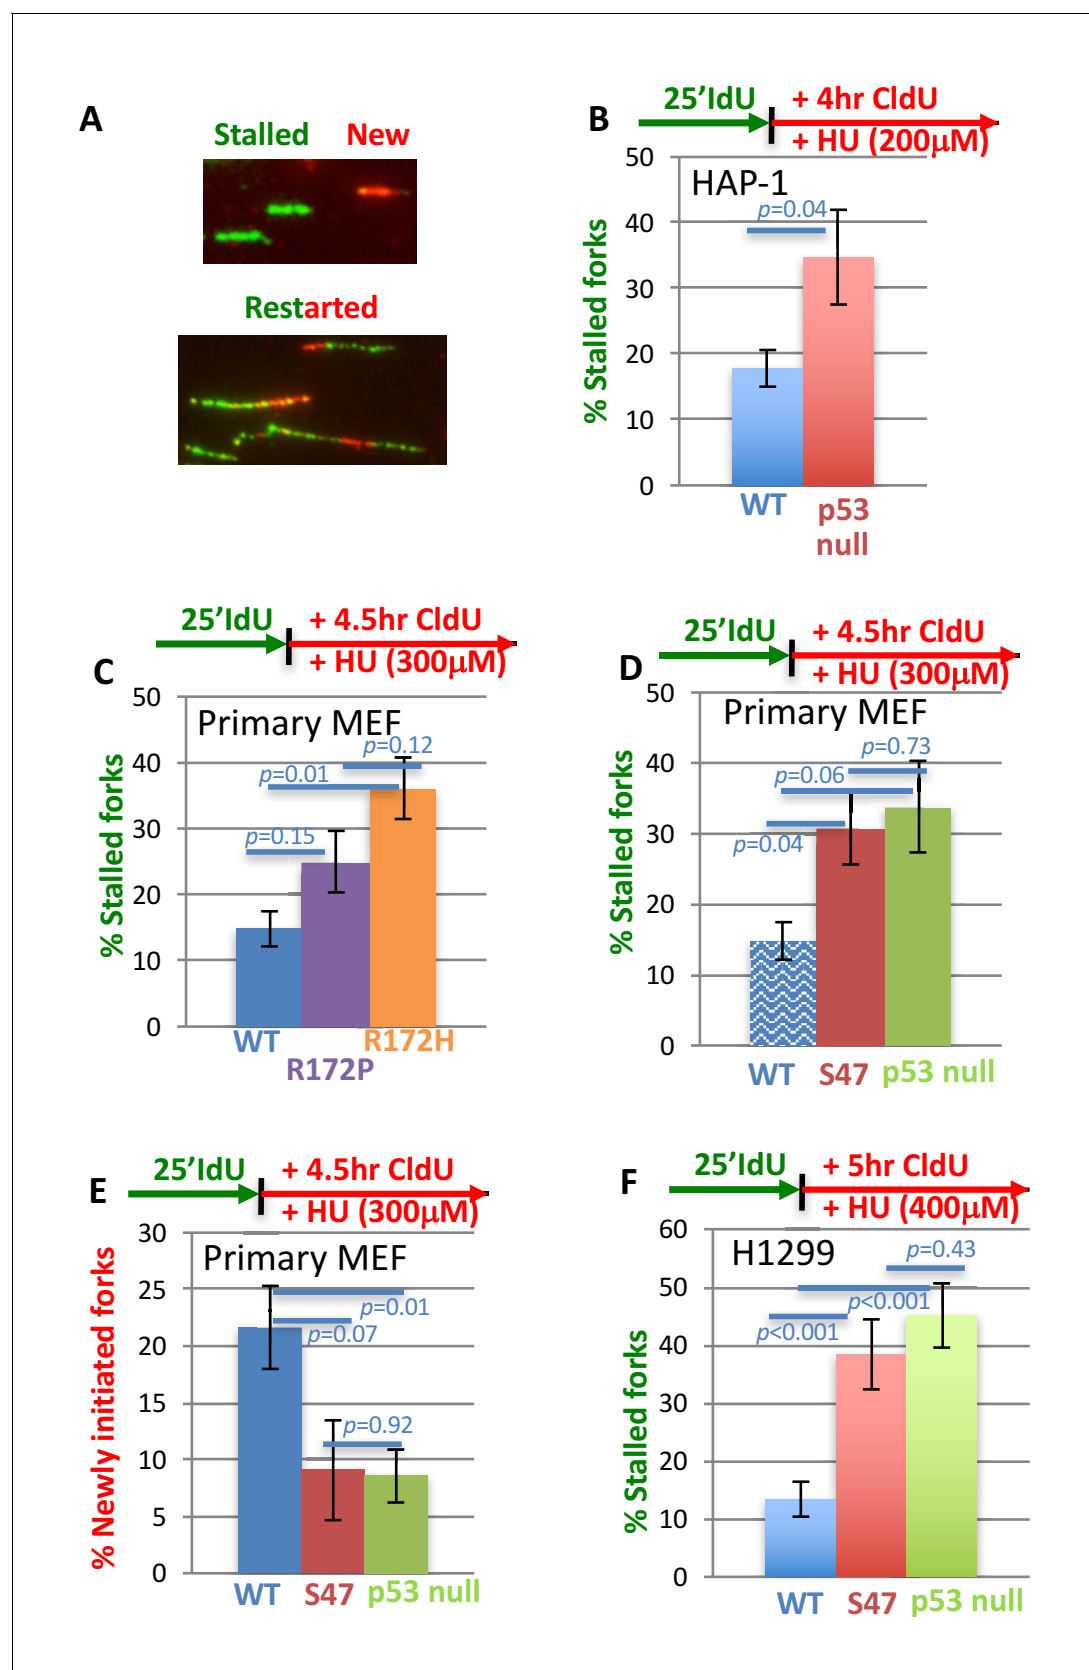 A
Stalled New
Restarted
B
25'IdU
+ 4hr CldU
+ HU (200μM)
% Stalled forks
50
40
30
20
10
0
HAP-1
p=0.04
WT
p53
null
C
25'IdU
+ 4.5hr CldU
+ HU (300μM)
% Stalled forks
50
40
30
20
10
0
Primary MEF
p=0.12
p=0.01
p=0.15
WT
R172P
R172H
D
25'IdU
+ 4.5hr CldU
+ HU (300μM)
% Stalled forks
50
40
30
20
10
0
Primary MEF
p=0.73
p=0.06
p=0.04
WT S47 p53 null
E
25'IdU
+ 4.5hr CldU
+ HU (300μM)
% Newly initiated forks
30
25
20
15
10
5
0
Primary MEF
p=0.01
p=0.07
p=0.92
WT S47 p53 null
F
25'IdU
+ 5hr CldU
+ HU (400μM)
% Stalled forks
60
50
40
30
20
10
0
H1299
p=0.43
p<0.001
p<0.001
WT S47 p53 null